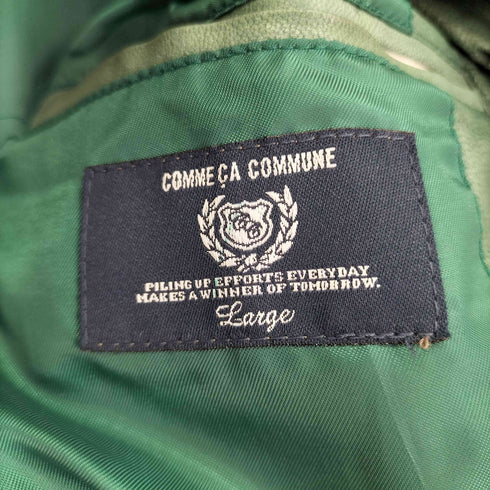 COMME ÇA COMMUNE
PILING UP EFFORTS EVERYDAY
MAKES A WINNER OF TOMORROW.
Large